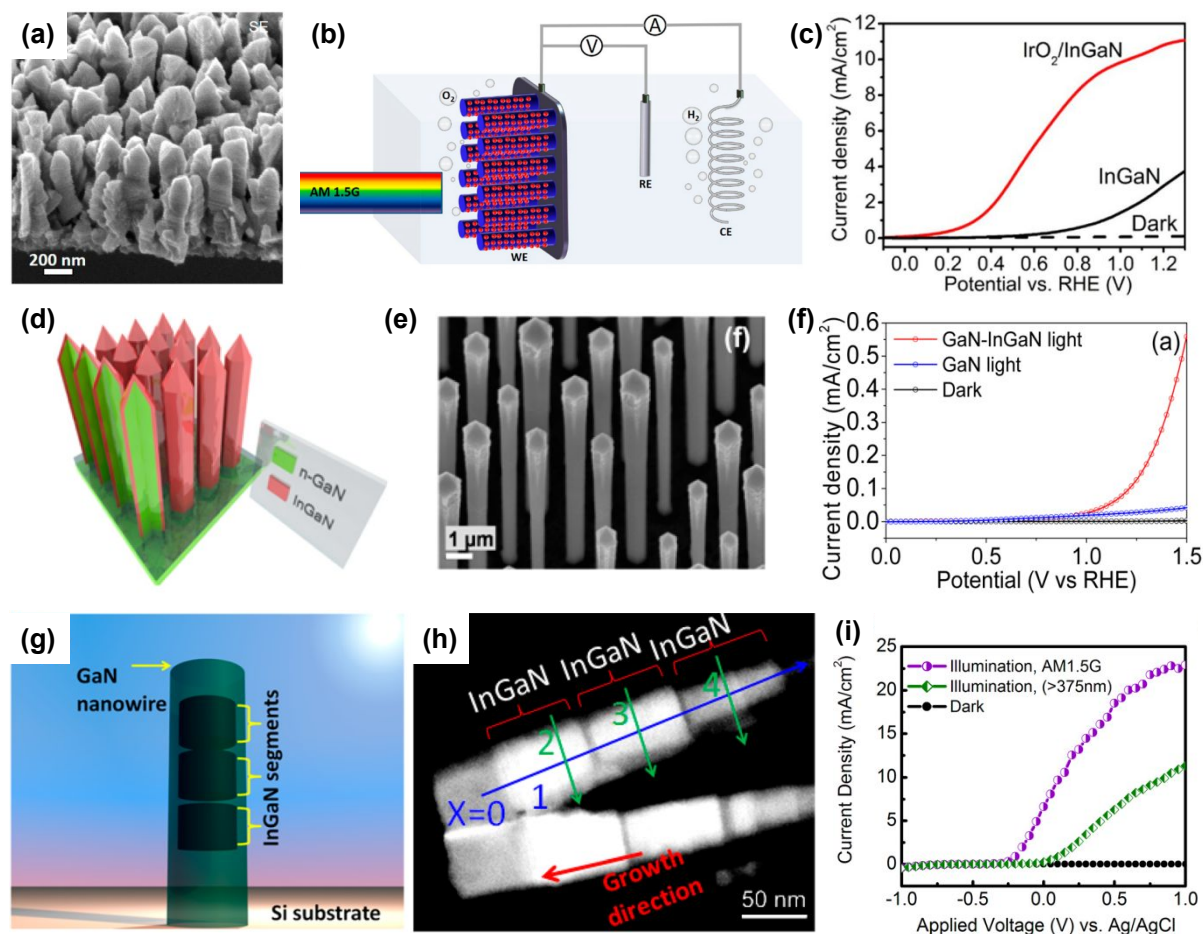 (a)
SE
200 nm
(b)
A
V
O2
H2
AM 1.5G
WE
RE
CE
(c)
Current density (mA/cm²)
12
10
8
6
4
2
0
IrO2/InGaN
InGaN
Dark
0.0 0.4 0.8 1.2
Potential vs. RHE (V)
(d)
n-GaN
InGaN
(e)
(f)
1 µm
(f)
Current density (mA/cm²)
0.6
0.5
0.4
0.3
0.2
0.1
0.0
GaN-InGaN light
GaN light
Dark
(a)
0.0 0.5 1.0 1.5
Potential (V vs RHE)
(g)
GaN
nanowire
InGaN segments
Si substrate
(h)
InGaN
InGaN
InGaN
2
3
4
X=0
1
Growth
direction
50 nm
(i)
Current Density (mA/cm²)
25
20
15
10
5
0
Illumination, AM1.5G
Illumination, (>375nm)
Dark
-1.0 -0.5 0.0 0.5 1.0
Applied Voltage (V) vs. Ag/AgCl